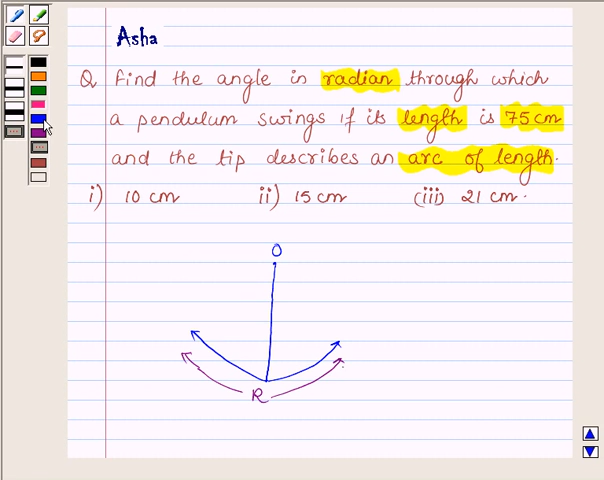 Asha
Q Find the angle in radian through which
a pendulum swings if its length is 75 cm
and the tip describes an arc of length.
i) 10 cm ii) 15 cm (iii) 21 cm.
O
R